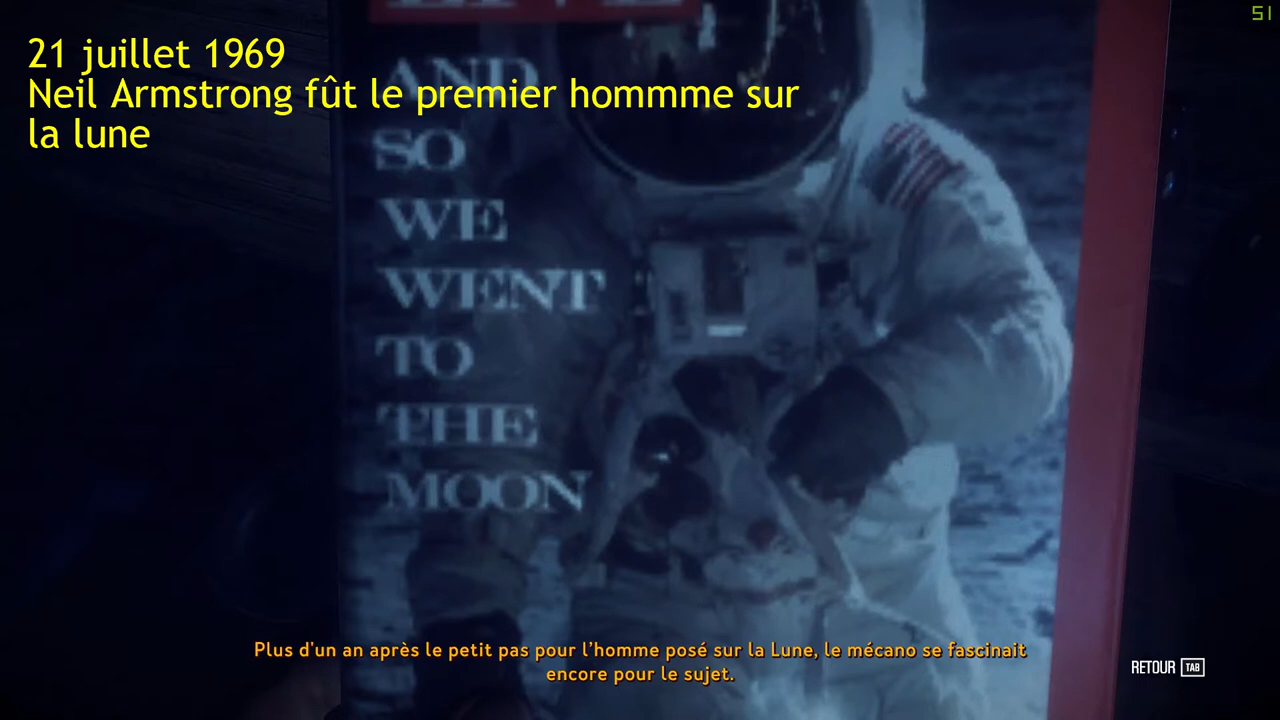 21 juillet 1969
Neil Armstrong fût le premier hommme sur
la lune
51
AND
SO
WE
WENT
TO
THE
MOON
Plus d'un an après le petit pas pour l'homme posé sur la Lune, le mécano se fascinait
encore pour le sujet.
RETOUR TAB